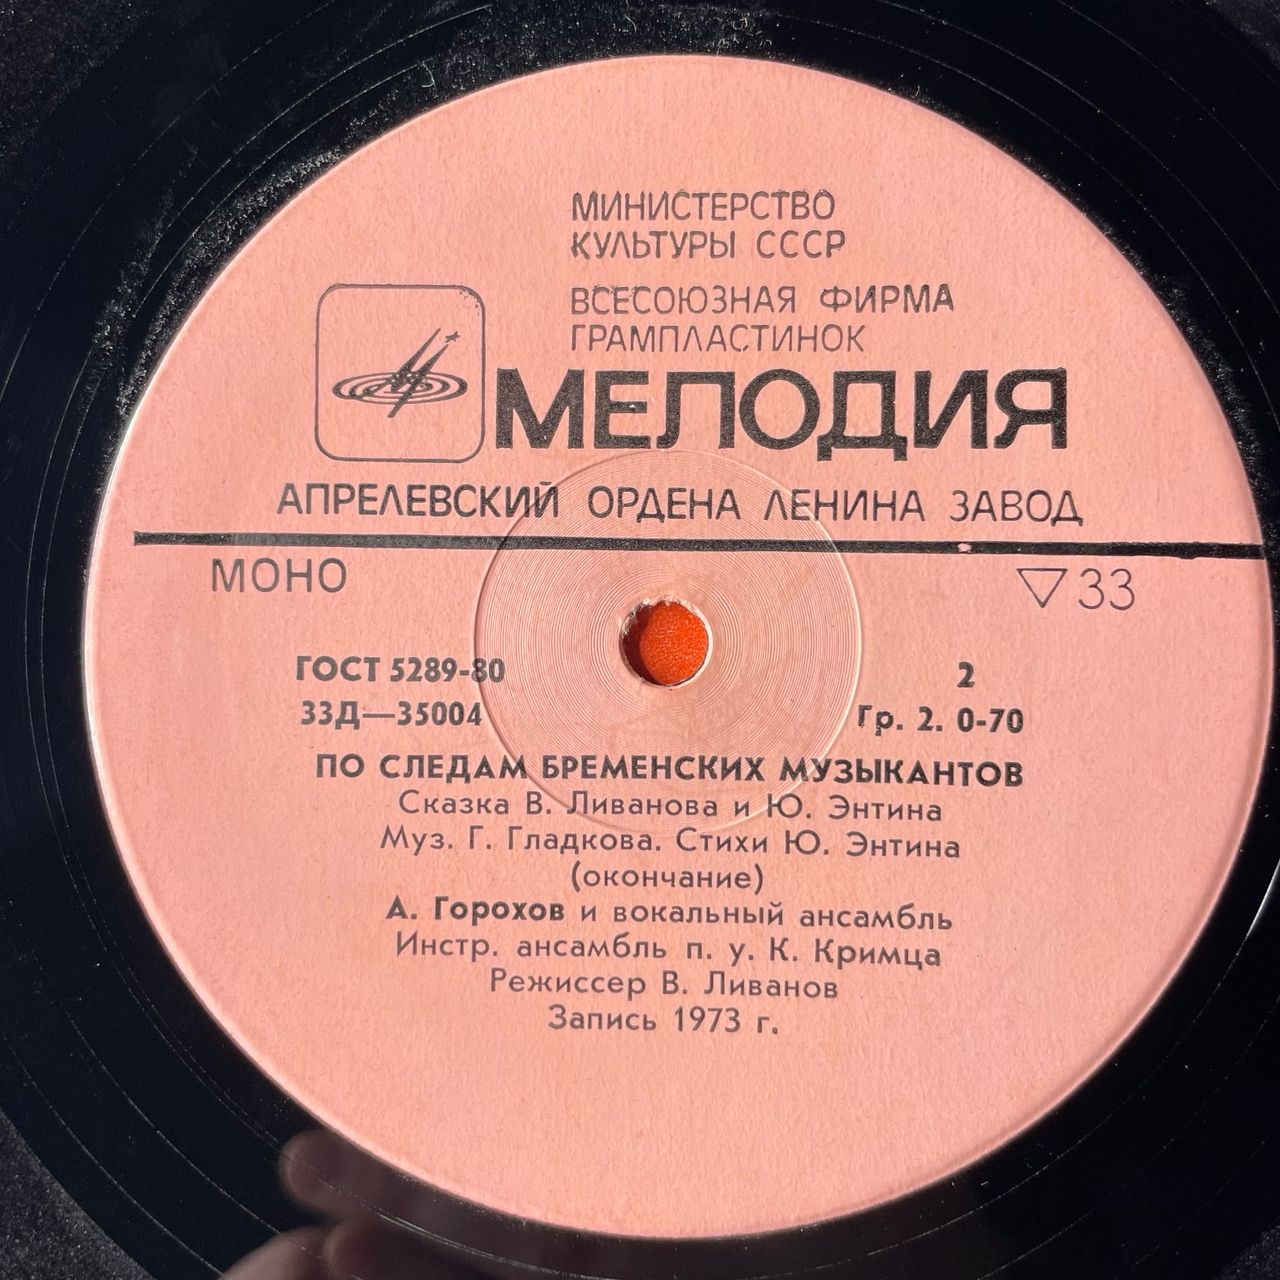 МИНИСТЕРСТВО
КУЛЬТУРЫ СССР
ВСЕСОЮЗНАЯ ФИРМА
ГРАМПЛАСТИНОК
МЕЛОДИЯ
АПРЕЛЕВСКИЙ ОРДЕНА ЛЕНИНА ЗАВОД
МОНО ▽33
ГОСТ 5289-80 2
33Д—35004 Гр. 2. 0-70
ПО СЛЕДАМ БРЕМЕНСКИХ МУЗЫКАНТОВ
Сказка В. Ливанова и Ю. Энтина
Муз. Г. Гладкова. Стихи Ю. Энтина
(окончание)
А. Горохов и вокальный ансамбль
Инстр. ансамбль п. у. К. Кримца
Режиссер В. Ливанов
Запись 1973 г.